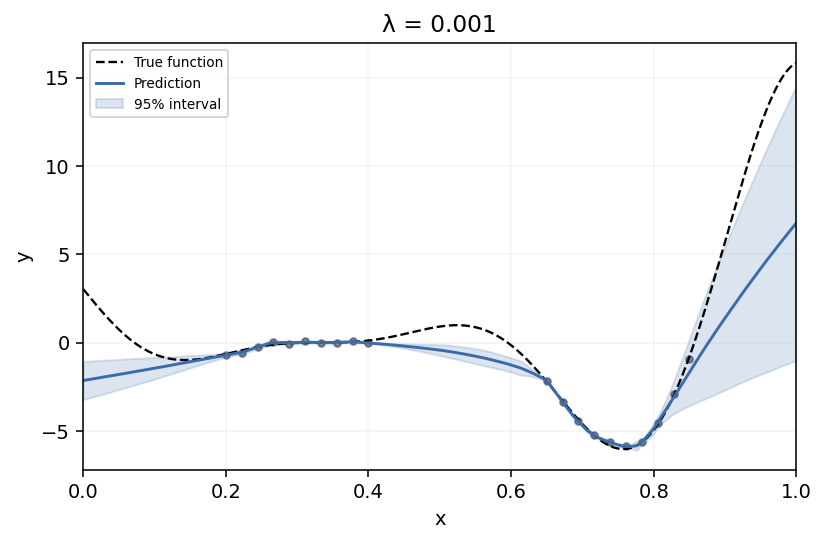 λ = 0.001
True function
Prediction
95% interval
y
15
10
5
0
−5
0.0 0.2 0.4 0.6 0.8 1.0
x